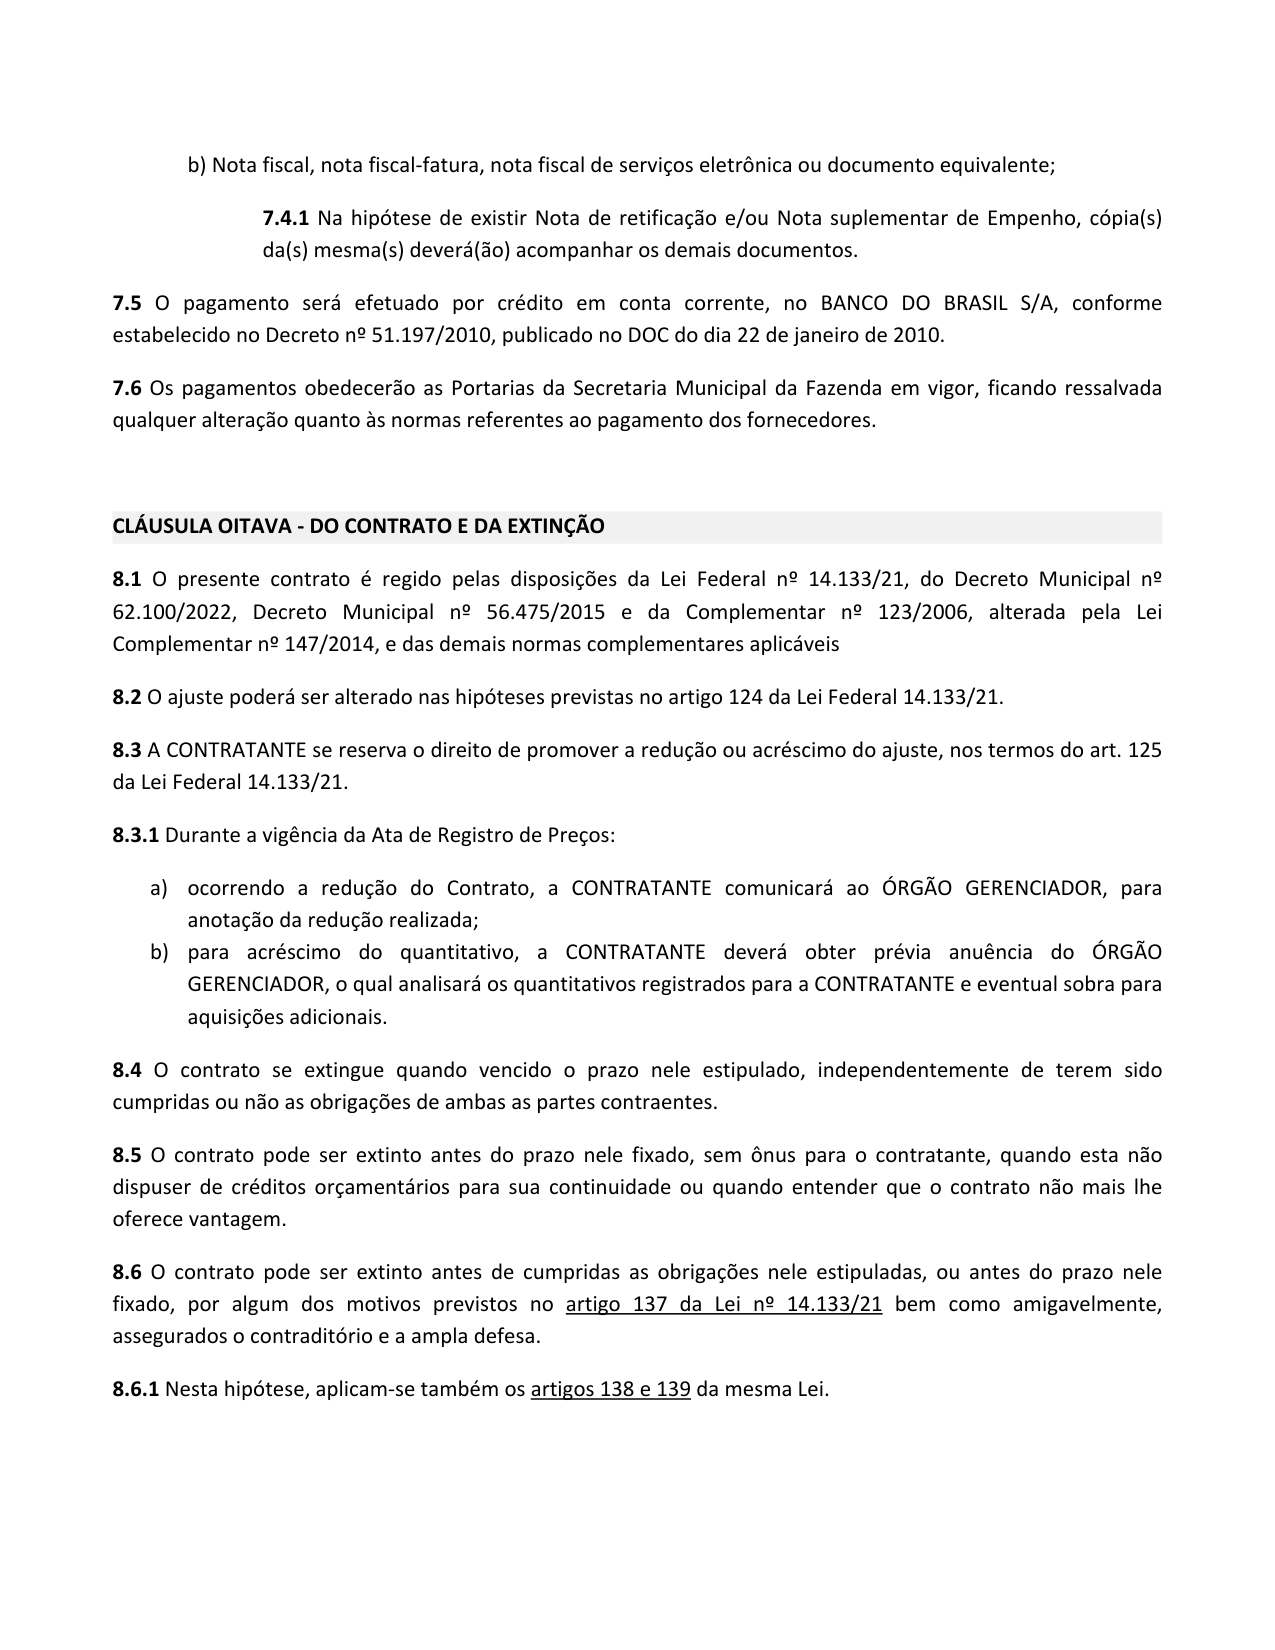 b) Nota fiscal, nota fiscal-fatura, nota fiscal de serviços eletrônica ou documento equivalente;
7.4.1 Na hipótese de existir Nota de retificação e/ou Nota suplementar de Empenho, cópia(s)
da(s) mesma(s) deverá(ão) acompanhar os demais documentos.
7.5 O pagamento será efetuado por crédito em conta corrente, no BANCO DO BRASIL S/A, conforme
estabelecido no Decreto nº 51.197/2010, publicado no DOC do dia 22 de janeiro de 2010.
7.6 Os pagamentos obedecerão as Portarias da Secretaria Municipal da Fazenda em vigor, ficando ressalvada
qualquer alteração quanto às normas referentes ao pagamento dos fornecedores.
CLÁUSULA OITAVA - DO CONTRATO E DA EXTINÇÃO
8.1 O presente contrato é regido pelas disposições da Lei Federal nº 14.133/21, do Decreto Municipal nº
62.100/2022, Decreto Municipal nº 56.475/2015 e da Complementar nº 123/2006, alterada pela Lei
Complementar nº 147/2014, e das demais normas complementares aplicáveis
8.2 O ajuste poderá ser alterado nas hipóteses previstas no artigo 124 da Lei Federal 14.133/21.
8.3 A CONTRATANTE se reserva o direito de promover a redução ou acréscimo do ajuste, nos termos do art. 125
da Lei Federal 14.133/21.
8.3.1 Durante a vigência da Ata de Registro de Preços:
a) ocorrendo a redução do Contrato, a CONTRATANTE comunicará ao ÓRGÃO GERENCIADOR, para
anotação da redução realizada;
b) para acréscimo do quantitativo, a CONTRATANTE deverá obter prévia anuência do ÓRGÃO
GERENCIADOR, o qual analisará os quantitativos registrados para a CONTRATANTE e eventual sobra para
aquisições adicionais.
8.4 O contrato se extingue quando vencido o prazo nele estipulado, independentemente de terem sido
cumpridas ou não as obrigações de ambas as partes contraentes.
8.5 O contrato pode ser extinto antes do prazo nele fixado, sem ônus para o contratante, quando esta não
dispuser de créditos orçamentários para sua continuidade ou quando entender que o contrato não mais lhe
oferece vantagem.
8.6 O contrato pode ser extinto antes de cumpridas as obrigações nele estipuladas, ou antes do prazo nele
fixado, por algum dos motivos previstos no artigo 137 da Lei nº 14.133/21 bem como amigavelmente,
assegurados o contraditório e a ampla defesa.
8.6.1 Nesta hipótese, aplicam-se também os artigos 138 e 139 da mesma Lei.